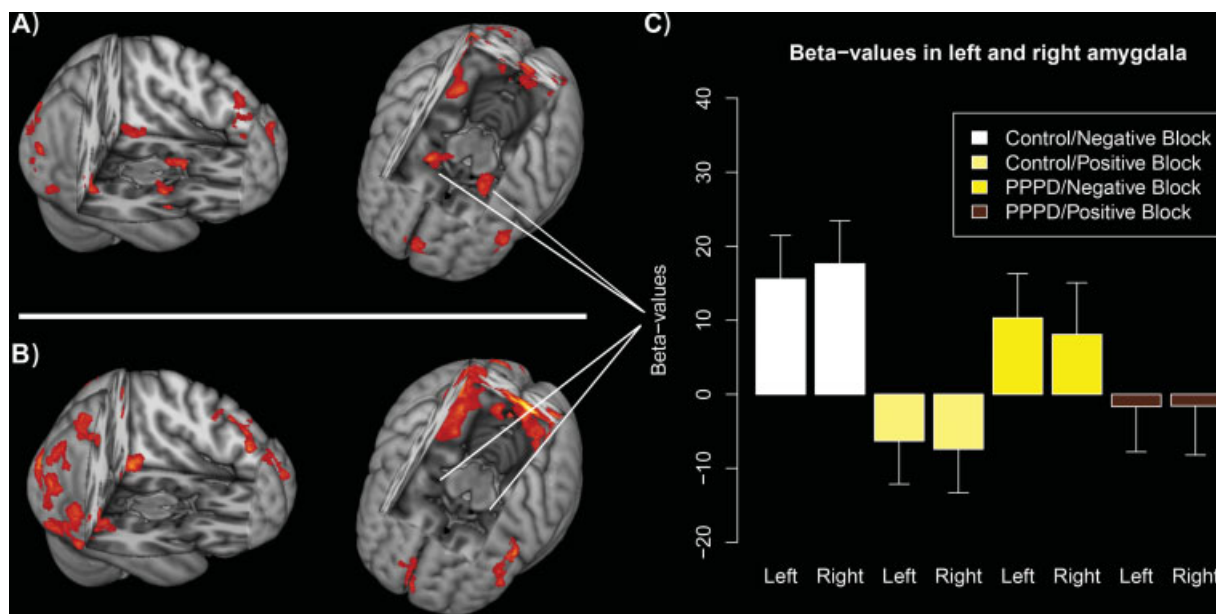 A)
B)
C)
Beta−values in left and right amygdala
Beta−values
40
30
20
10
0
−10
−20
Control/Negative Block
Control/Positive Block
PPPD/Negative Block
PPPD/Positive Block
Left Right Left Right Left Right Left Right